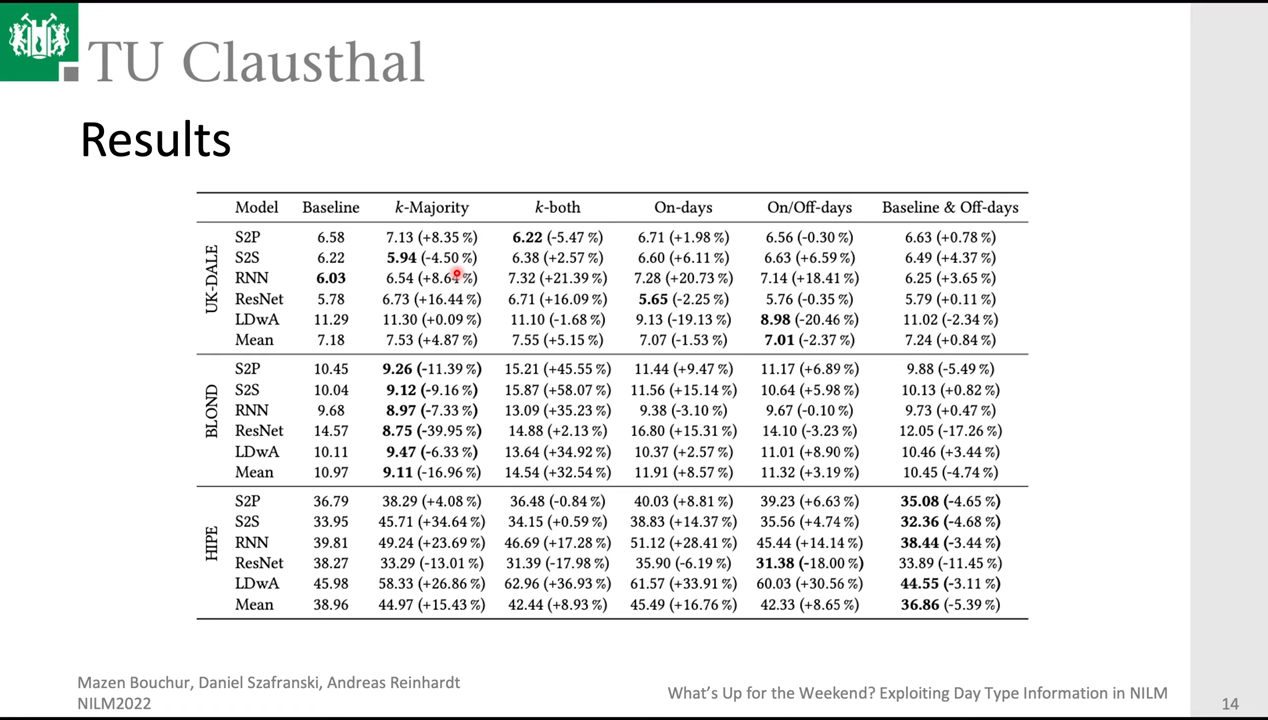 TU Clausthal
Results
Model Baseline k-Majority k-both On-days On/Off-days Baseline & Off-days
UK-DALE
S2P 6.58 7.13 (+8.35 %) 6.22 (-5.47 %) 6.71 (+1.98 %) 6.56 (-0.30 %) 6.63 (+0.78 %)
S2S 6.22 5.94 (-4.50 %) 6.38 (+2.57 %) 6.60 (+6.11 %) 6.63 (+6.59 %) 6.49 (+4.37 %)
RNN 6.03 6.54 (+8.64 %) 7.32 (+21.39 %) 7.28 (+20.73 %) 7.14 (+18.41 %) 6.25 (+3.65 %)
ResNet 5.78 6.73 (+16.44 %) 6.71 (+16.09 %) 5.65 (-2.25 %) 5.76 (-0.35 %) 5.79 (+0.11 %)
LDwA 11.29 11.30 (+0.09 %) 11.10 (-1.68 %) 9.13 (-19.13 %) 8.98 (-20.46 %) 11.02 (-2.34 %)
Mean 7.18 7.53 (+4.87 %) 7.55 (+5.15 %) 7.07 (-1.53 %) 7.01 (-2.37 %) 7.24 (+0.84 %)
BLOND
S2P 10.45 9.26 (-11.39 %) 15.21 (+45.55 %) 11.44 (+9.47 %) 11.17 (+6.89 %) 9.88 (-5.49 %)
S2S 10.04 9.12 (-9.16 %) 15.87 (+58.07 %) 11.56 (+15.14 %) 10.64 (+5.98 %) 10.13 (+0.82 %)
RNN 9.68 8.97 (-7.33 %) 13.09 (+35.23 %) 9.38 (-3.10 %) 9.67 (-0.10 %) 9.73 (+0.47 %)
ResNet 14.57 8.75 (-39.95 %) 14.88 (+2.13 %) 16.80 (+15.31 %) 14.10 (-3.23 %) 12.05 (-17.26 %)
LDwA 10.11 9.47 (-6.33 %) 13.64 (+34.92 %) 10.37 (+2.57 %) 11.01 (+8.90 %) 10.46 (+3.44 %)
Mean 10.97 9.11 (-16.96 %) 14.54 (+32.54 %) 11.91 (+8.57 %) 11.32 (+3.19 %) 10.45 (-4.74 %)
HIPE
S2P 36.79 38.29 (+4.08 %) 36.48 (-0.84 %) 40.03 (+8.81 %) 39.23 (+6.63 %) 35.08 (-4.65 %)
S2S 33.95 45.71 (+34.64 %) 34.15 (+0.59 %) 38.83 (+14.37 %) 35.56 (+4.74 %) 32.36 (-4.68 %)
RNN 39.81 49.24 (+23.69 %) 46.69 (+17.28 %) 51.12 (+28.41 %) 45.44 (+14.14 %) 38.44 (-3.44 %)
ResNet 38.27 33.29 (-13.01 %) 31.39 (-17.98 %) 35.90 (-6.19 %) 31.38 (-18.00 %) 33.89 (-11.45 %)
LDwA 45.98 58.33 (+26.86 %) 62.96 (+36.93 %) 61.57 (+33.91 %) 60.03 (+30.56 %) 44.55 (-3.11 %)
Mean 38.96 44.97 (+15.43 %) 42.44 (+8.93 %) 45.49 (+16.76 %) 42.33 (+8.65 %) 36.86 (-5.39 %)
Mazen Bouchur, Daniel Szafranski, Andreas Reinhardt
NILM2022
What's Up for the Weekend? Exploiting Day Type Information in NILM
14